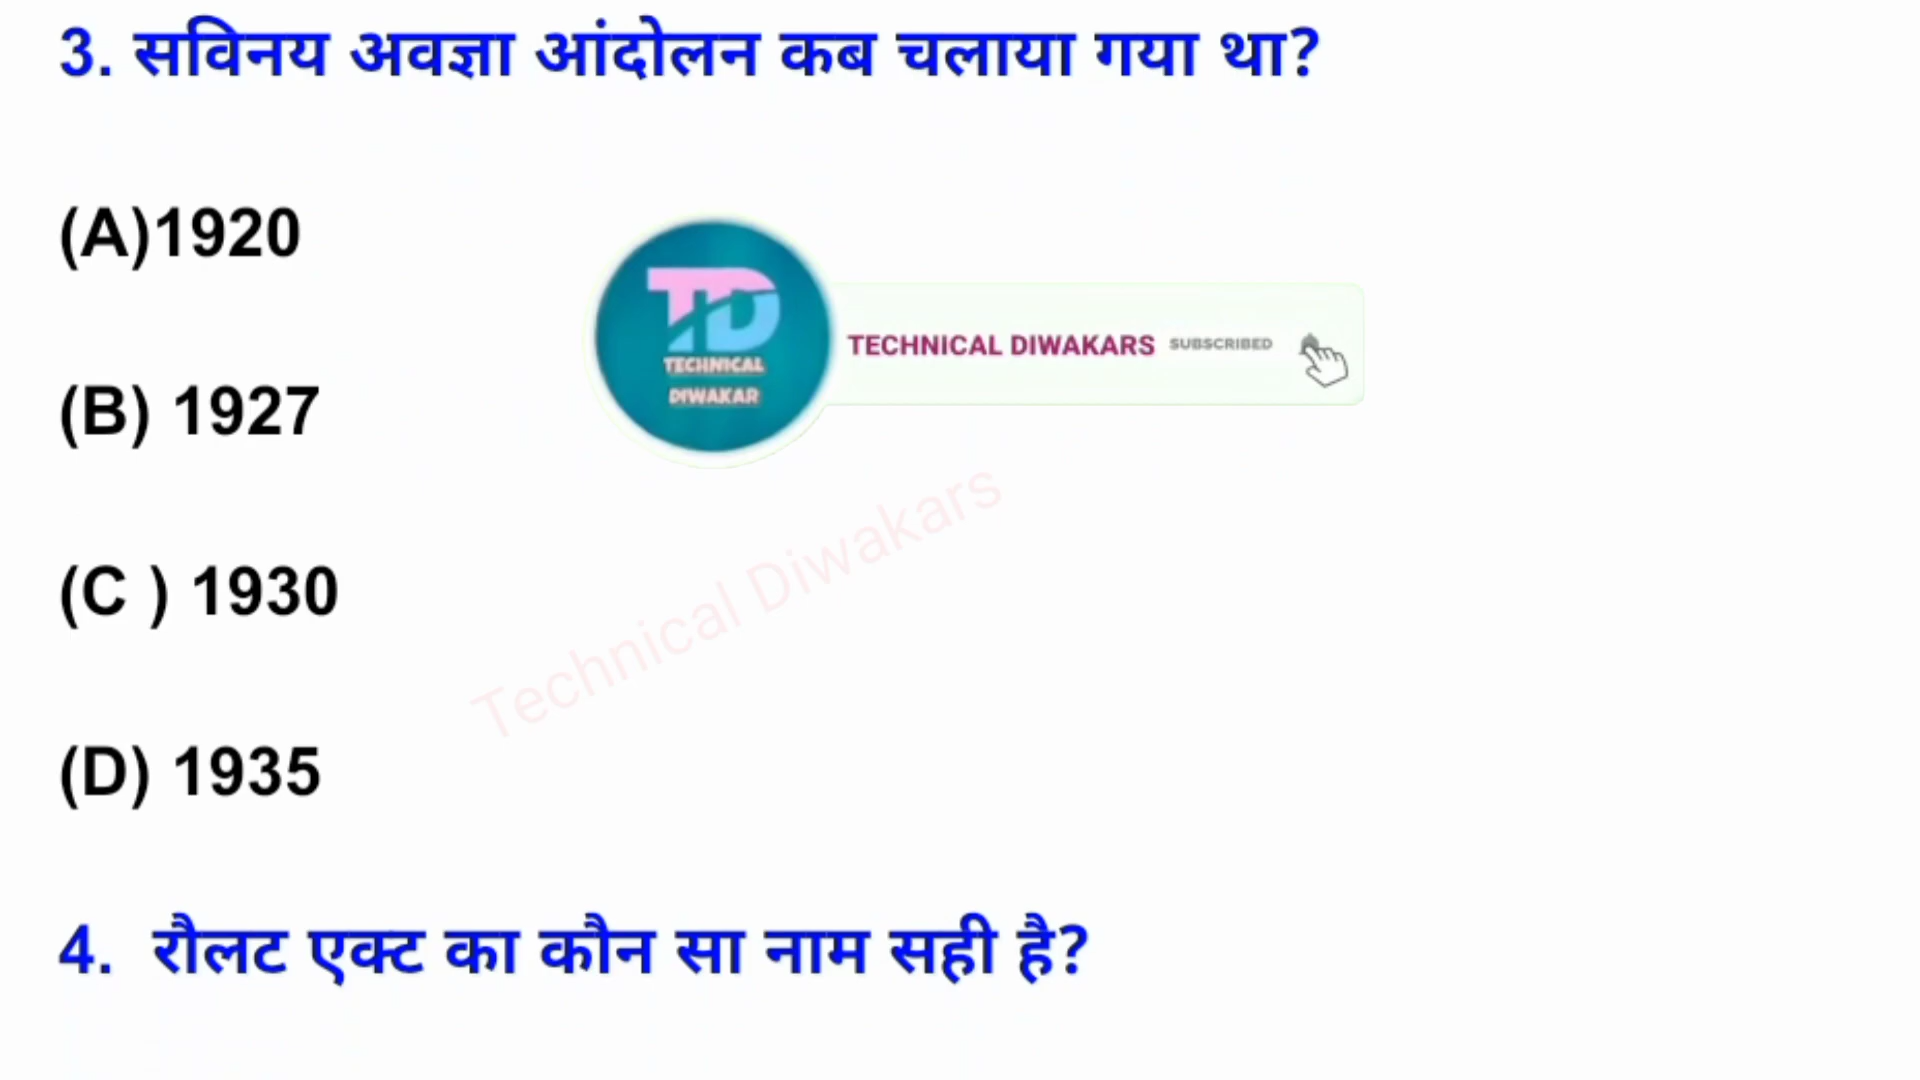 3. सविनय अवज्ञा आंदोलन कब चलाया गया था?
(A)1920
TECHNICAL
DIWAKAR
TECHNICAL DIWAKARS SUBSCRIBED
(B) 1927
Technical Diwakars
(C ) 1930
(D) 1935
4. रौलट एक्ट का कौन सा नाम सही है?